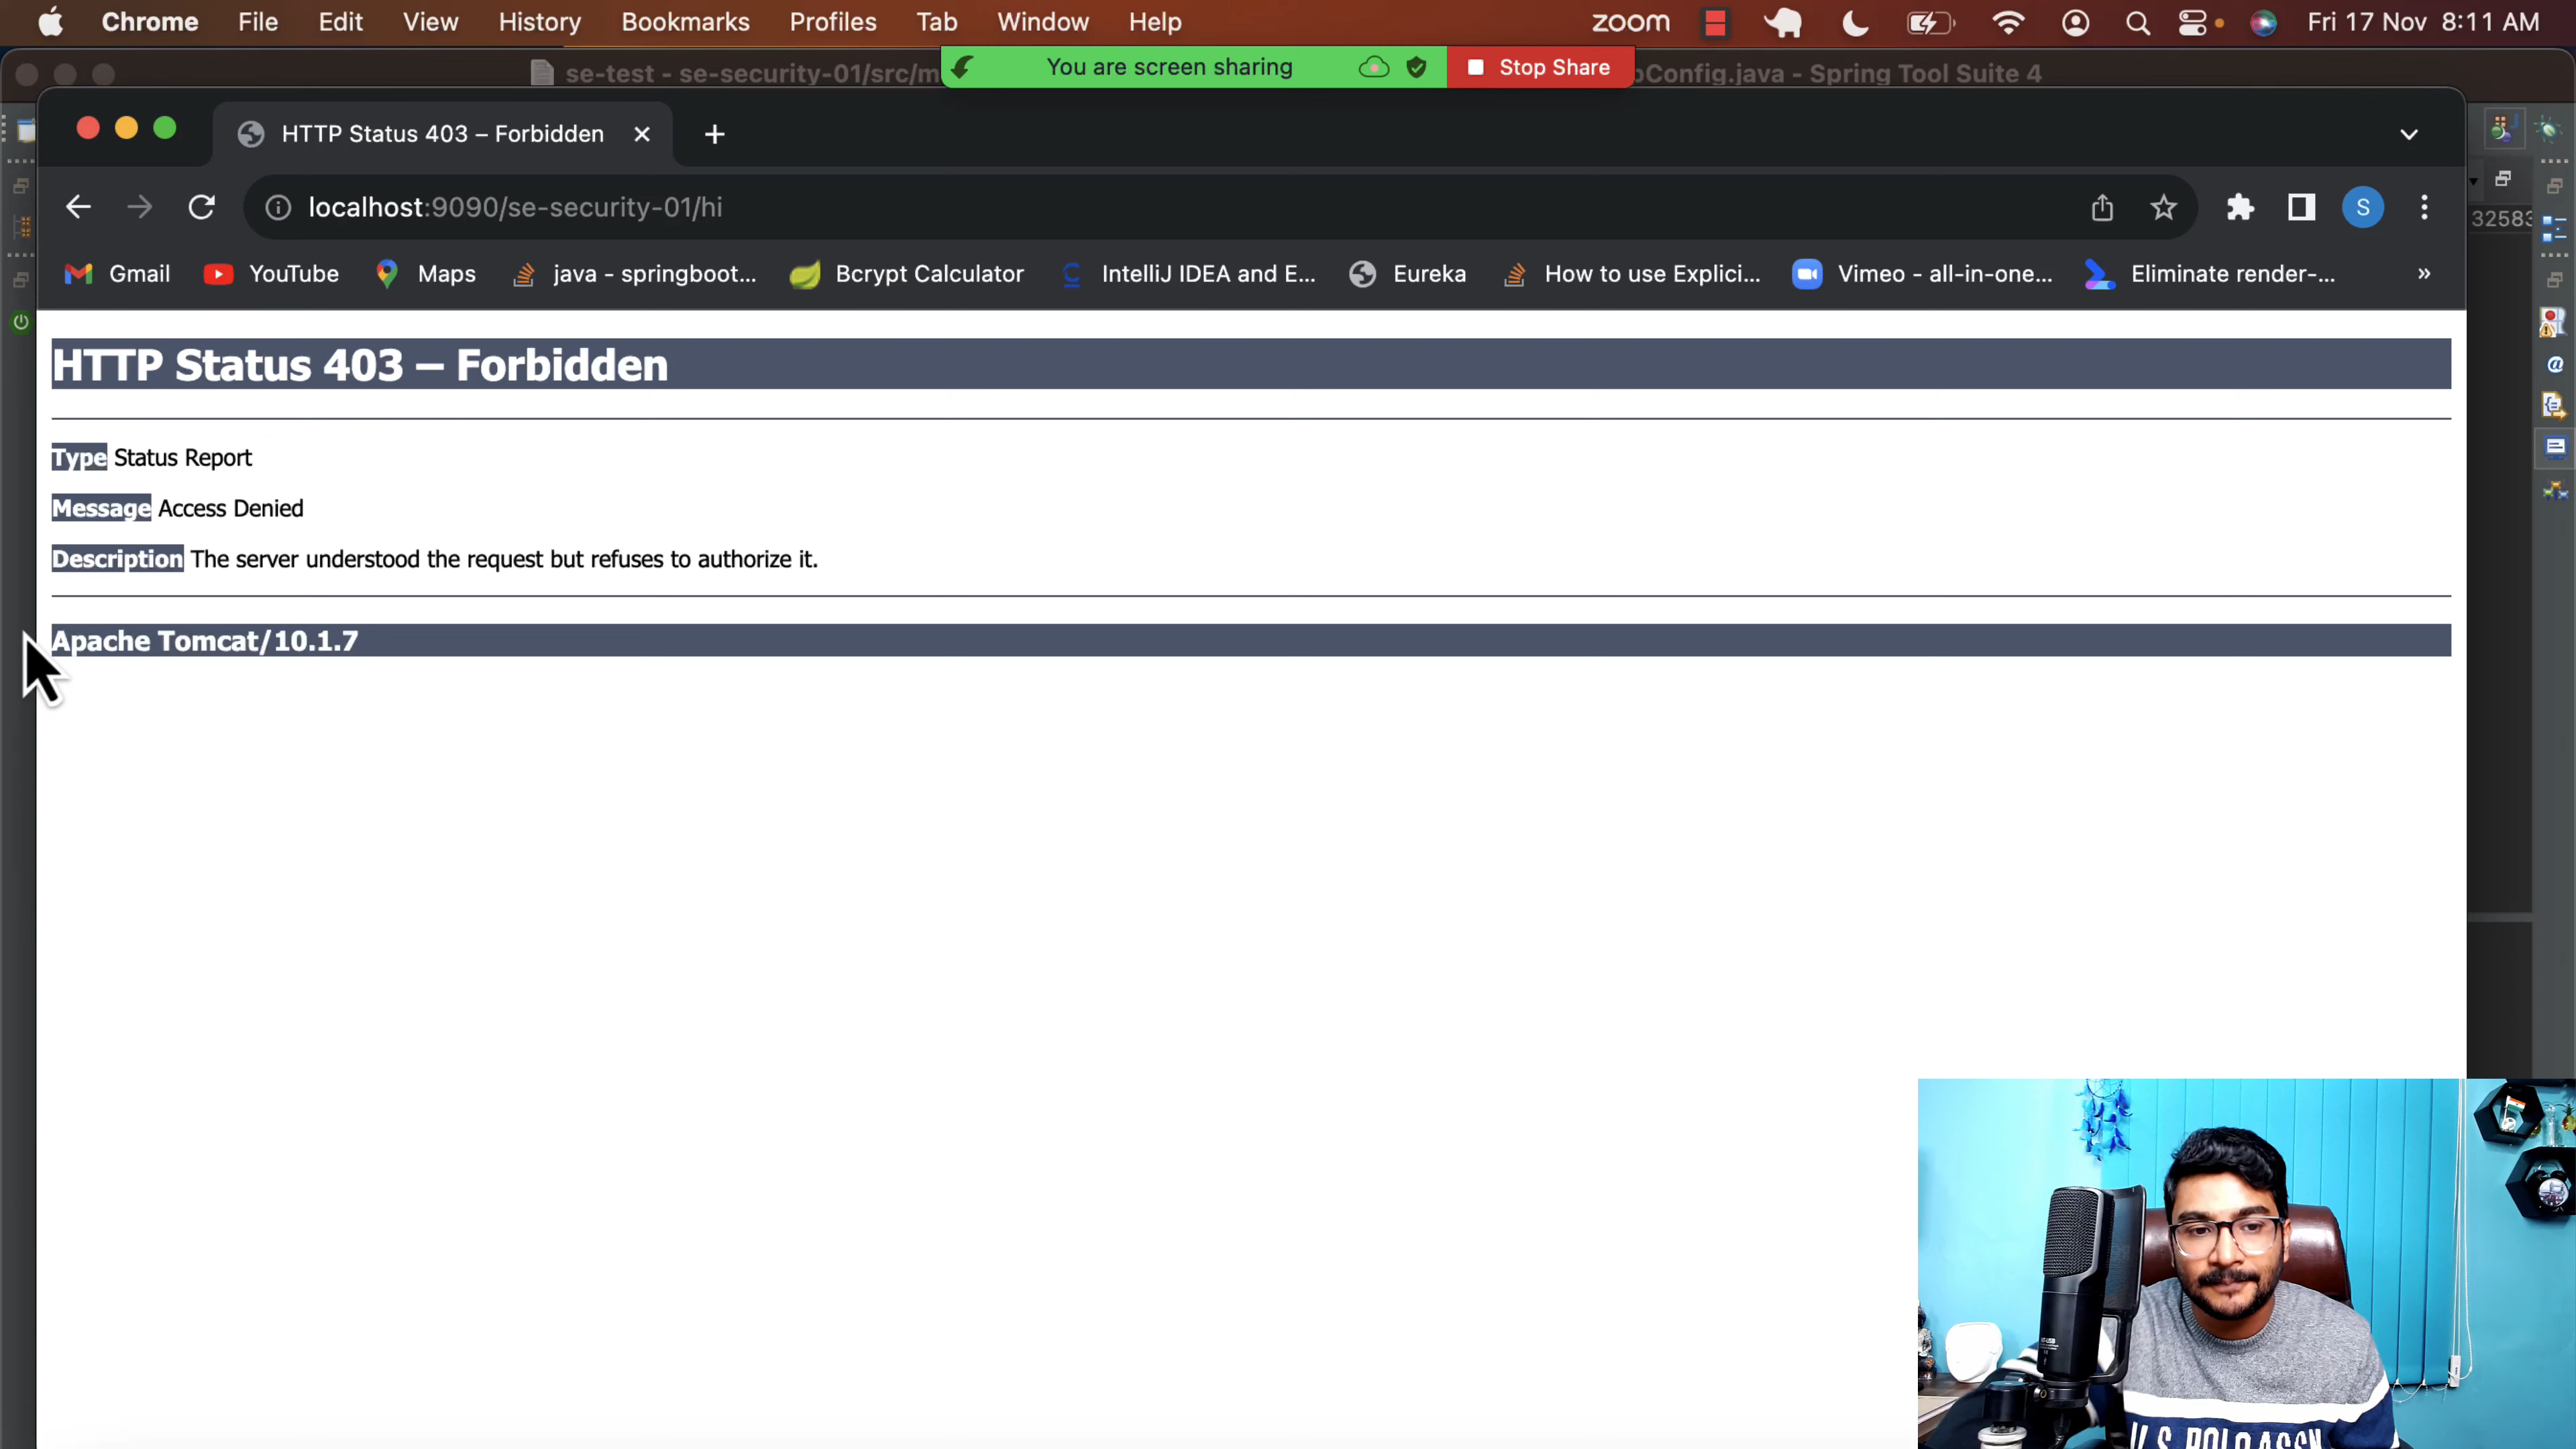 Chrome File Edit View History Bookmarks Profiles Tab Window Help zoom Fri 17 Nov 8:11 AM
You are screen sharing Stop Share
se-test - se-security-01/src/m Config.java - Spring Tool Suite 4
HTTP Status 403 – Forbidden
localhost:9090/se-security-01/hi S
32583
Gmail YouTube Maps java - springboot... Bcrypt Calculator IntelliJ IDEA and E... Eureka How to use Explici... Vimeo - all-in-one... Eliminate render-... »
HTTP Status 403 – Forbidden
Type Status Report
Message Access Denied
Description The server understood the request but refuses to authorize it.
Apache Tomcat/10.1.7
U.S. POLO ASSN